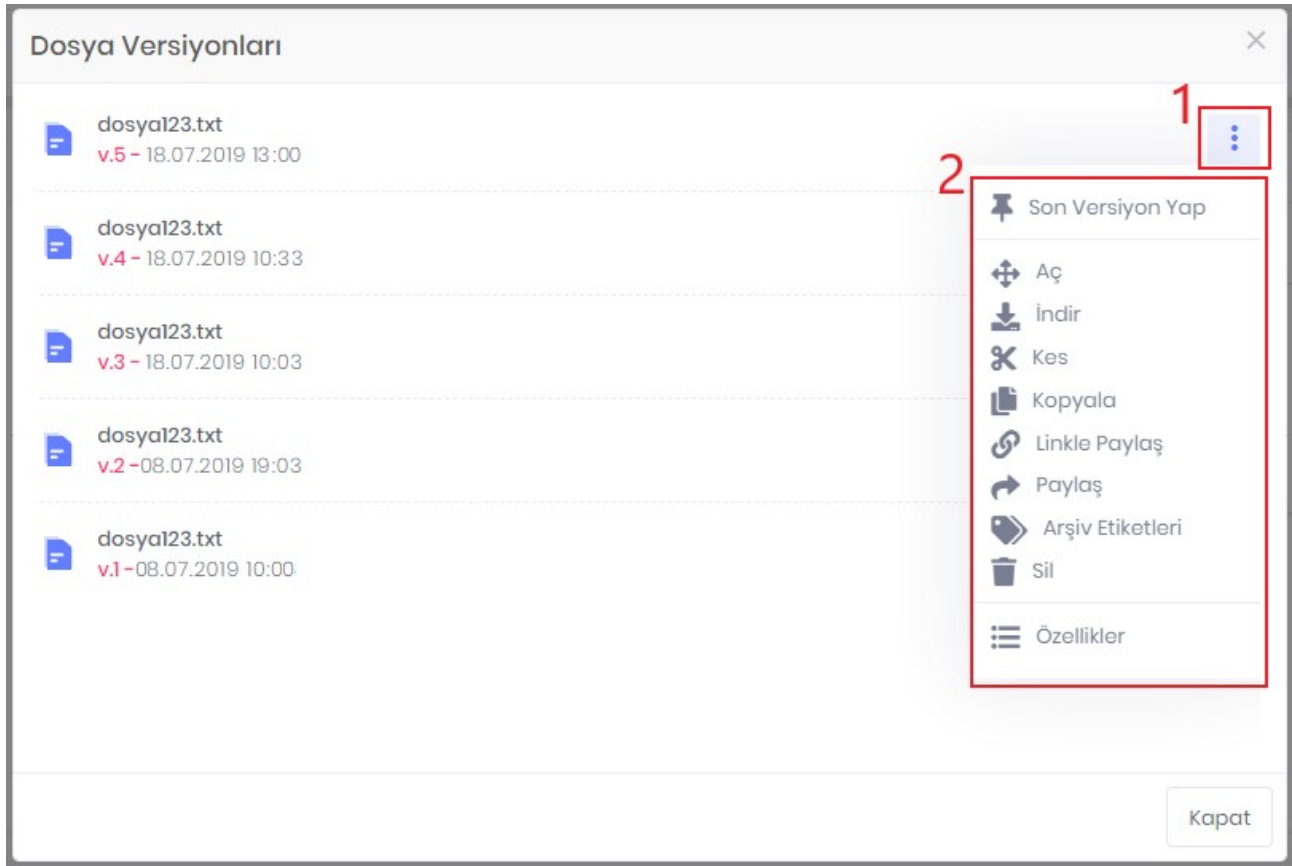 Dosya Versiyonları
1
dosya123.txt
v.5 - 18.07.2019 13:00
2
Son Versiyon Yap
dosya123.txt
v.4 - 18.07.2019 10:33
Aç
İndir
dosya123.txt
v.3 - 18.07.2019 10:03
Kes
Kopyala
dosya123.txt
v.2 -08.07.2019 19:03
Linkle Paylaş
Paylaş
dosya123.txt
v.1 -08.07.2019 10:00
Arşiv Etiketleri
Sil
Özellikler
Kapat